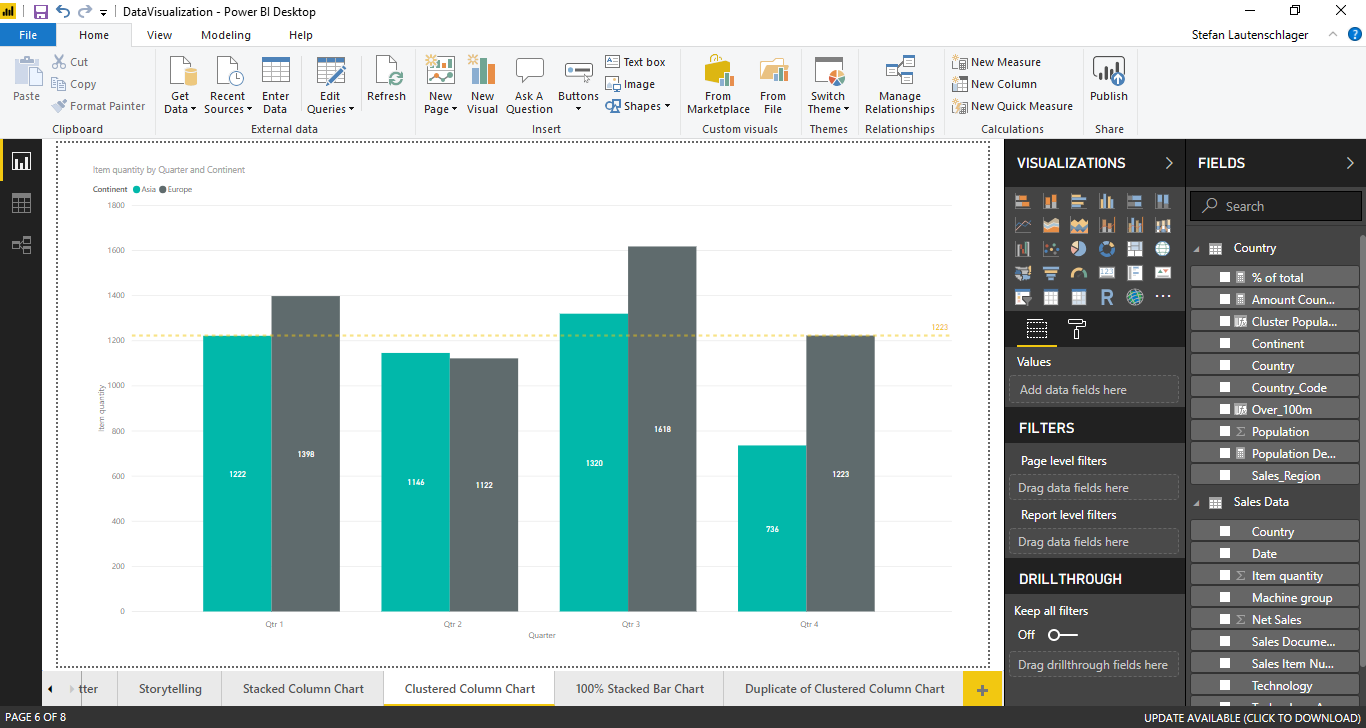 DataVisualization - Power BI Desktop
File Home View Modeling Help Stefan Lautenschlager
Paste
Cut
Copy
Format Painter
Clipboard
Get Data
Recent Sources
Enter Data
Edit Queries
Refresh
External data
New Page
New Visual
Ask A Question
Buttons
Text box
Image
Shapes
Insert
From Marketplace
From File
Custom visuals
Switch Theme
Themes
Manage Relationships
Relationships
New Measure
New Column
New Quick Measure
Calculations
Publish
Share
Item quantity by Quarter and Continent
Continent Asia Europe
1800
1600
1400
1200
1000
800
600
400
200
0
Item quantity
1223
1222
1398
1146
1122
1320
1618
736
1223
Qtr 1 Qtr 2 Qtr 3 Qtr 4
Quarter
VISUALIZATIONS
R
Values
Add data fields here
FILTERS
Page level filters
Drag data fields here
Report level filters
Drag data fields here
DRILLTHROUGH
Keep all filters
Off
Drag drillthrough fields here
FIELDS
Search
Country
% of total
Amount Coun...
Cluster Popula...
Continent
Country
Country_Code
Over_100m
Population
Population De...
Sales_Region
Sales Data
Country
Date
Item quantity
Machine group
Net Sales
Sales Docume...
Sales Item Nu...
Technology
tter Storytelling Stacked Column Chart Clustered Column Chart 100% Stacked Bar Chart Duplicate of Clustered Column Chart +
PAGE 6 OF 8 UPDATE AVAILABLE (CLICK TO DOWNLOAD)